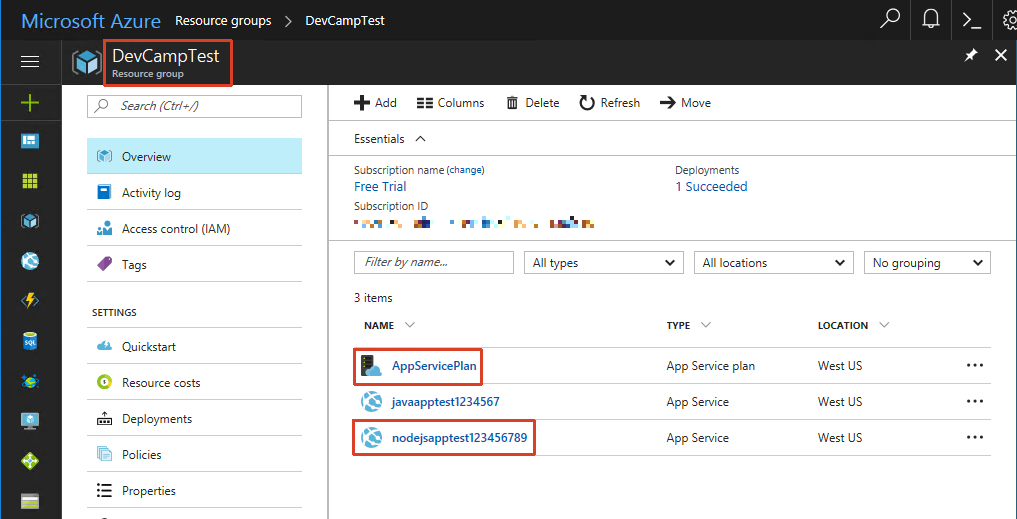 Microsoft Azure Resource groups > DevCampTest
DevCampTest
Resource group
Search (Ctrl+/)
Overview
Activity log
Access control (IAM)
Tags
SETTINGS
Quickstart
Resource costs
Deployments
Policies
Properties
Add Columns Delete Refresh Move
Essentials
Subscription name (change) Deployments
Free Trial 1 Succeeded
Subscription ID
Filter by name... All types All locations No grouping
3 items
NAME TYPE LOCATION
AppServicePlan App Service plan West US ...
javaapptest1234567 App Service West US ...
nodejsapptest123456789 App Service West US ...
SQL